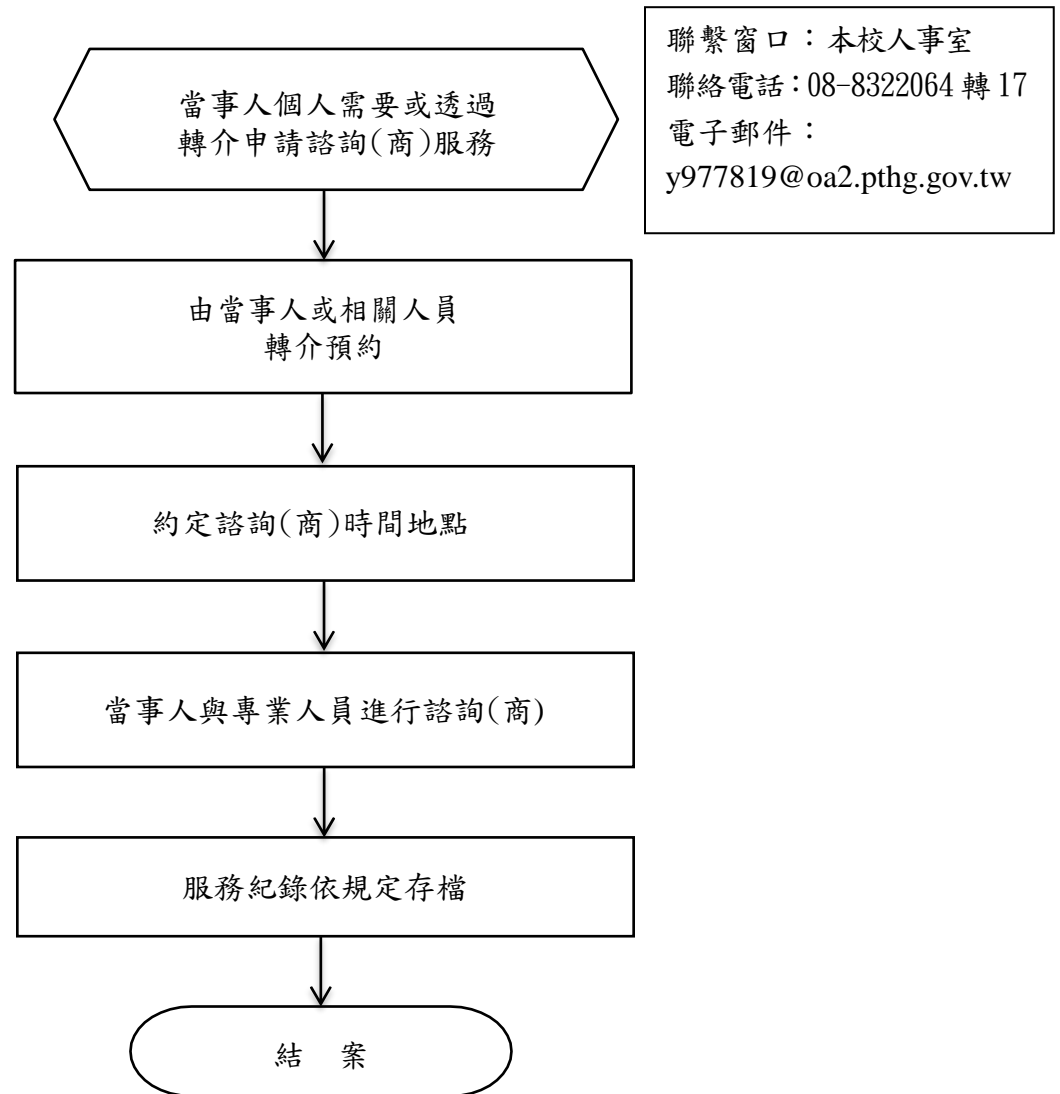 當事人個人需要或透過
轉介申請諮詢(商)服務
聯繫窗口：本校人事室
聯絡電話：08-8322064 轉 17
電子郵件：
y977819@oa2.pthg.gov.tw
由當事人或相關人員
轉介預約
約定諮詢(商)時間地點
當事人與專業人員進行諮詢(商)
服務紀錄依規定存檔
結　案